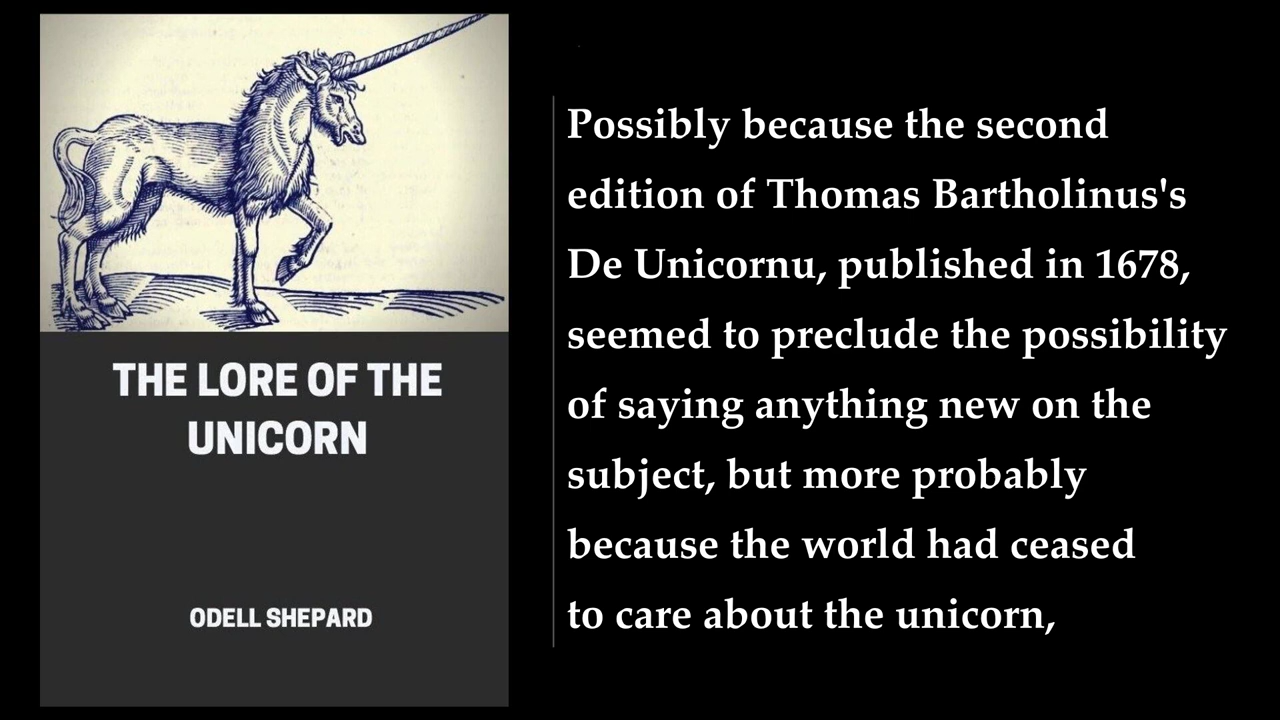 THE LORE OF THE
UNICORN
ODELL SHEPARD
Possibly because the second
edition of Thomas Bartholinus's
De Unicornu, published in 1678,
seemed to preclude the possibility
of saying anything new on the
subject, but more probably
because the world had ceased
to care about the unicorn,